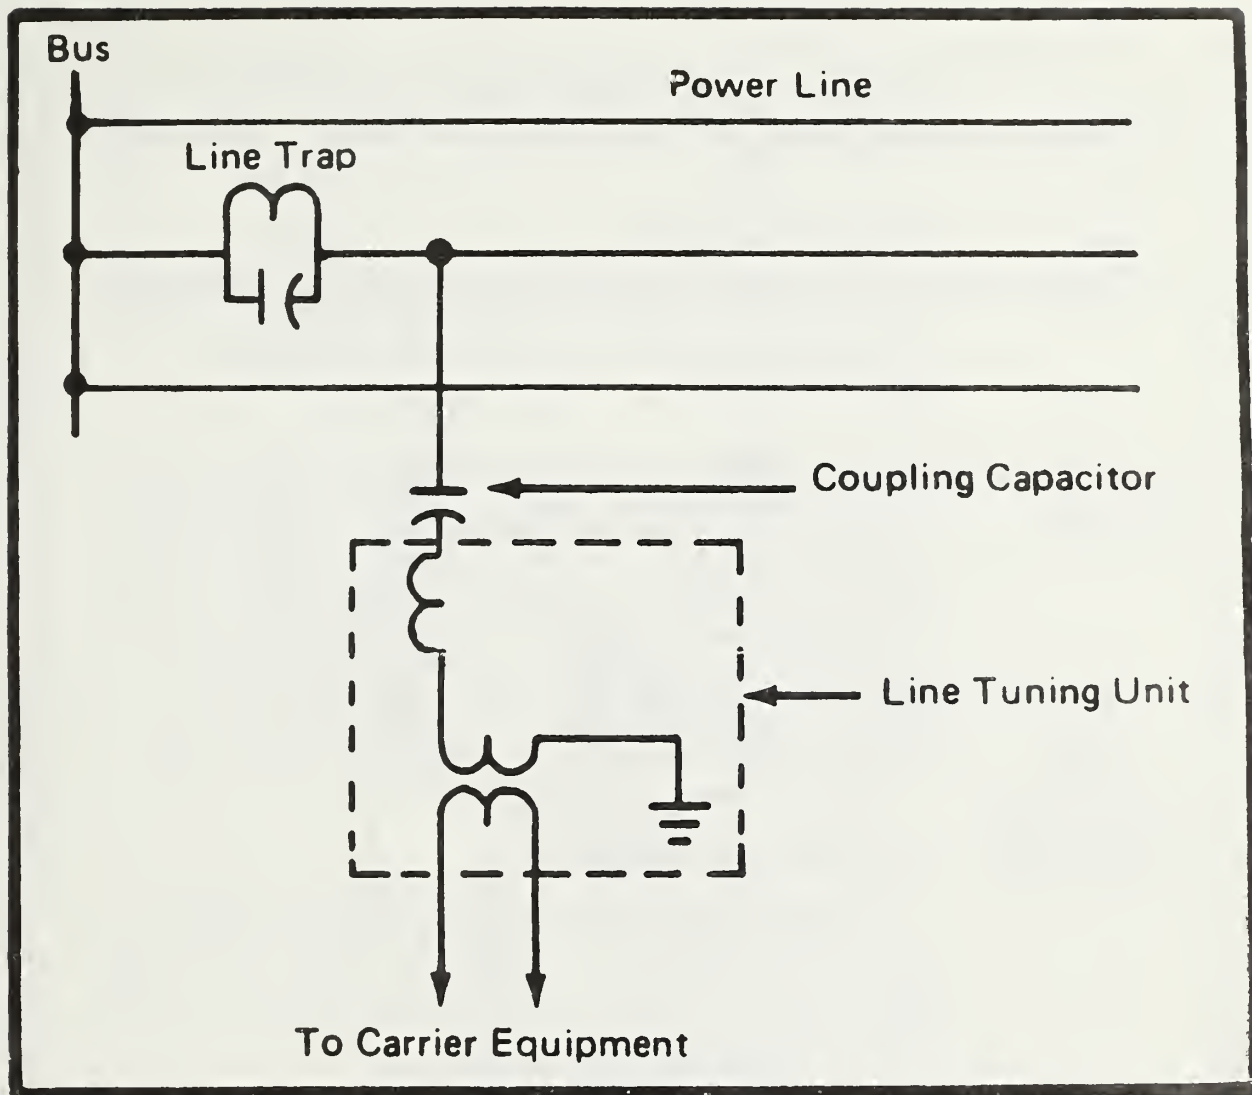 Bus
Power Line
Line Trap
Coupling Capacitor
Line Tuning Unit
To Carrier Equipment